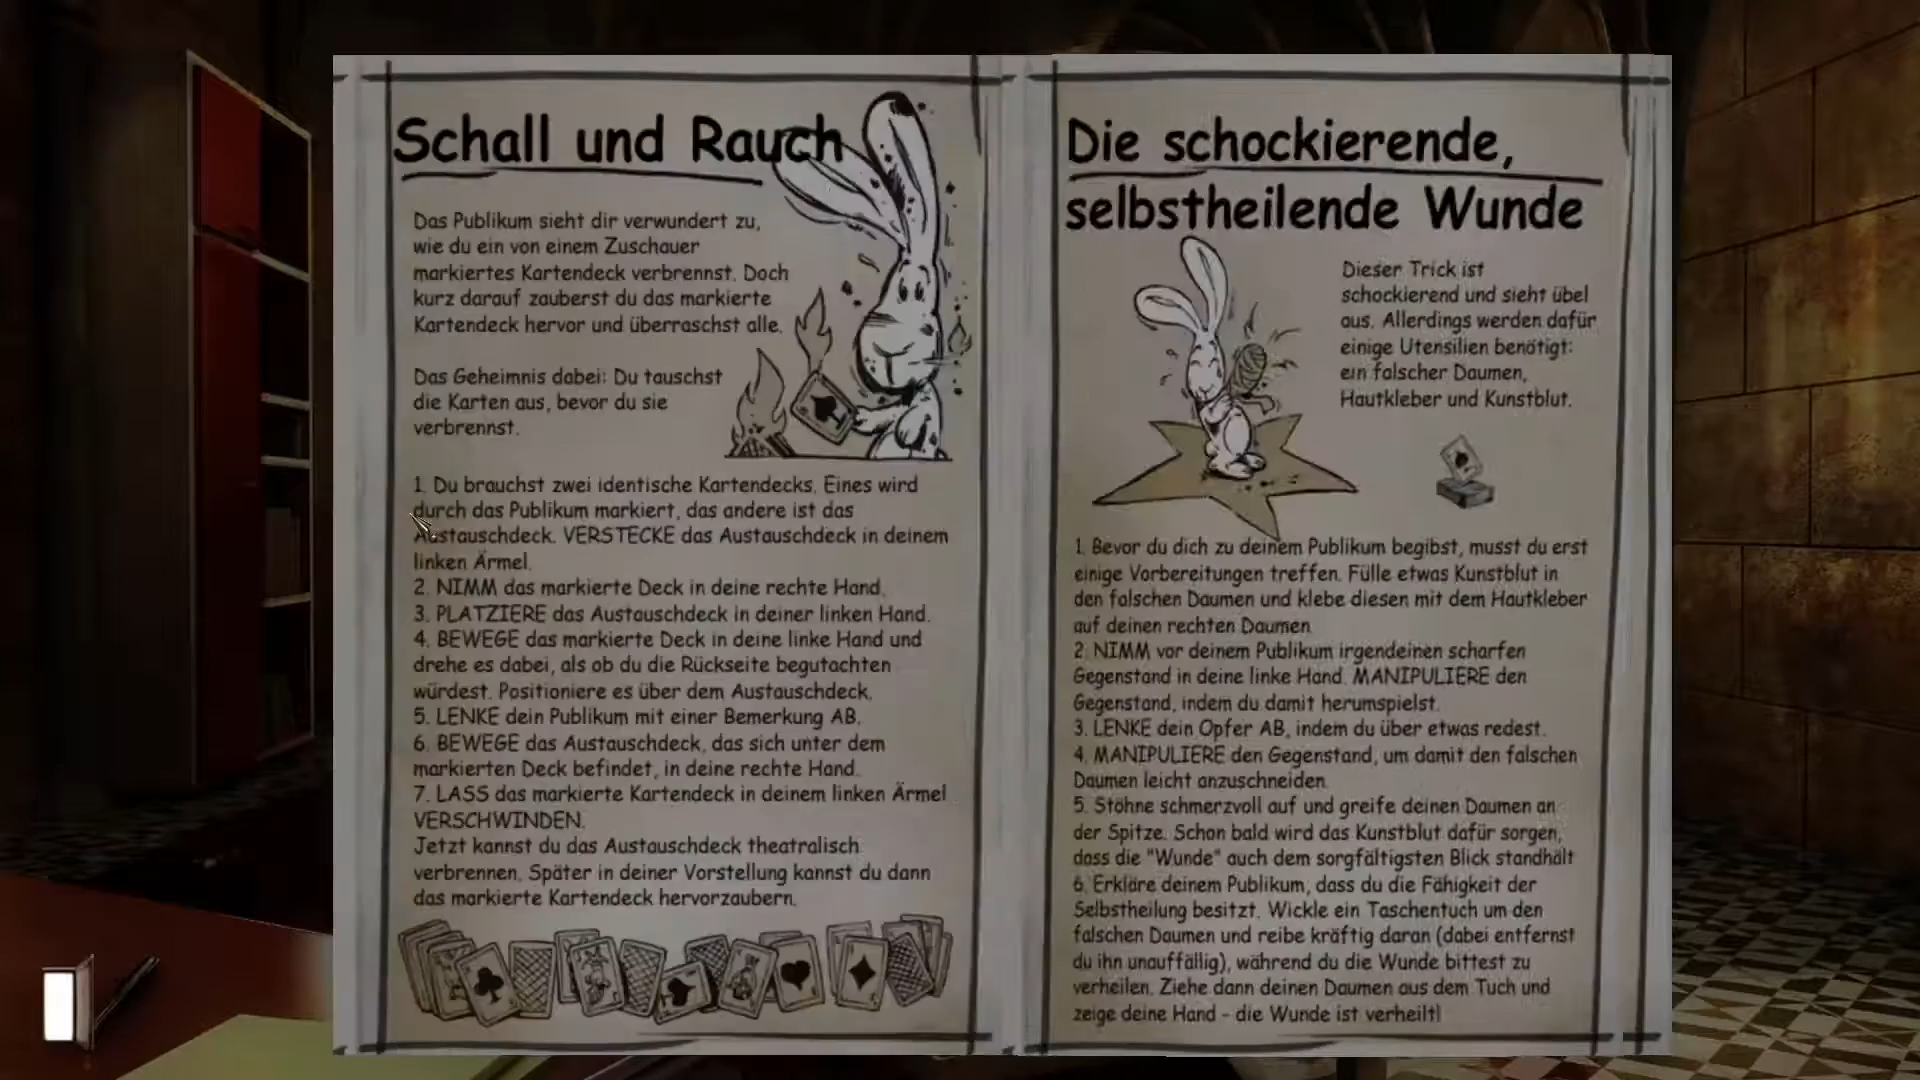 Schall und Rauch
Das Publikum sieht dir verwundert zu,
wie du ein von einem Zuschauer
markiertes Kartendeck verbrennst. Doch
kurz darauf zauberst du das markierte
Kartendeck hervor und überraschst alle.
Das Geheimnis dabei: Du tauschst
die Karten aus, bevor du sie
verbrennst.
1. Du brauchst zwei identische Kartendecks. Eines wird
durch das Publikum markiert, das andere ist das
Austauschdeck. VERSTECKE das Austauschdeck in deinem
linken Ärmel.
2. NIMM das markierte Deck in deine rechte Hand.
3. PLATZIERE das Austauschdeck in deiner linken Hand.
4. BEWEGE das markierte Deck in deine linke Hand und
drehe es dabei, als ob du die Rückseite begutachten
würdest. Positioniere es über dem Austauschdeck.
5. LENKE dein Publikum mit einer Bemerkung AB.
6. BEWEGE das Austauschdeck, das sich unter dem
markierten Deck befindet, in deine rechte Hand.
7. LASS das markierte Kartendeck in deinem linken Ärmel
VERSCHWINDEN.
Jetzt kannst du das Austauschdeck theatralisch
verbrennen. Später in deiner Vorstellung kannst du dann
das markierte Kartendeck hervorzaubern.
Die schockierende,
selbstheilende Wunde
Dieser Trick ist
schockierend und sieht übel
aus. Allerdings werden dafür
einige Utensilien benötigt:
ein falscher Daumen,
Hautkleber und Kunstblut.
1. Bevor du dich zu deinem Publikum begibst, musst du erst
einige Vorbereitungen treffen. Fülle etwas Kunstblut in
den falschen Daumen und klebe diesen mit dem Hautkleber
auf deinen rechten Daumen.
2. NIMM vor deinem Publikum irgendeinen scharfen
Gegenstand in deine linke Hand. MANIPULIERE den
Gegenstand, indem du damit herumspielst.
3. LENKE dein Opfer AB, indem du über etwas redest.
4. MANIPULIERE den Gegenstand, um damit den falschen
Daumen leicht anzuschneiden.
5. Stöhne schmerzvoll auf und greife deinen Daumen an
der Spitze. Schon bald wird das Kunstblut dafür sorgen,
dass die "Wunde" auch dem sorgfältigsten Blick standhält
6. Erkläre deinem Publikum, dass du die Fähigkeit der
Selbstheilung besitzt. Wickle ein Taschentuch um den
falschen Daumen und reibe kräftig daran (dabei entfernst
du ihn unauffällig), während du die Wunde bittest zu
verheilen. Ziehe dann deinen Daumen aus dem Tuch und
zeige deine Hand - die Wunde ist verheilt!